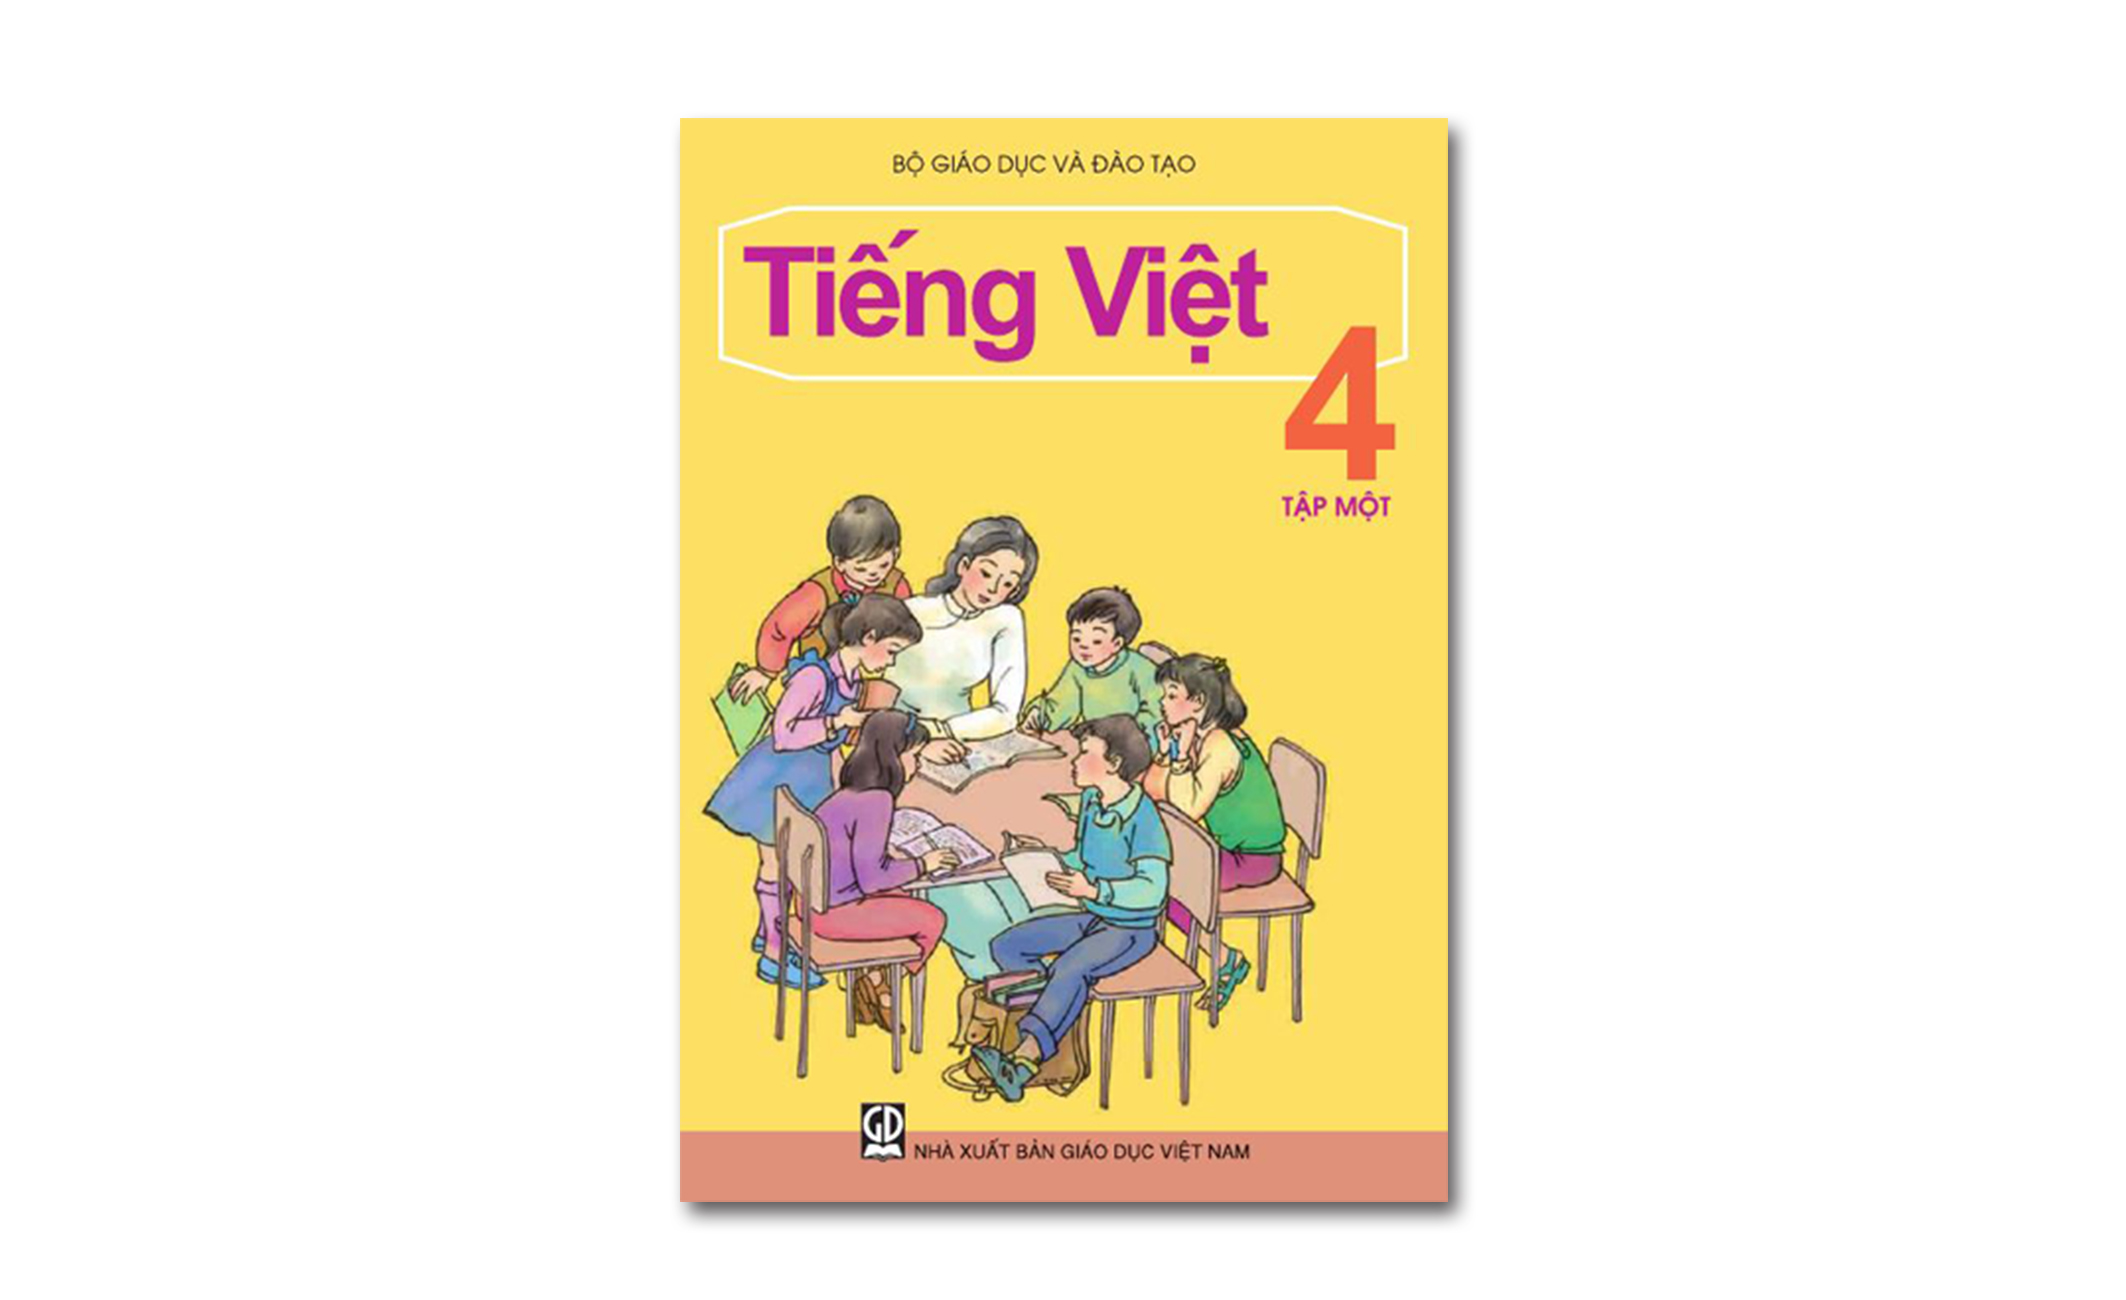 BỘ GIÁO DỤC VÀ ĐÀO TẠO
Tiếng Việt
4
TẬP MỘT
GD
NHÀ XUẤT BẢN GIÁO DỤC VIỆT NAM